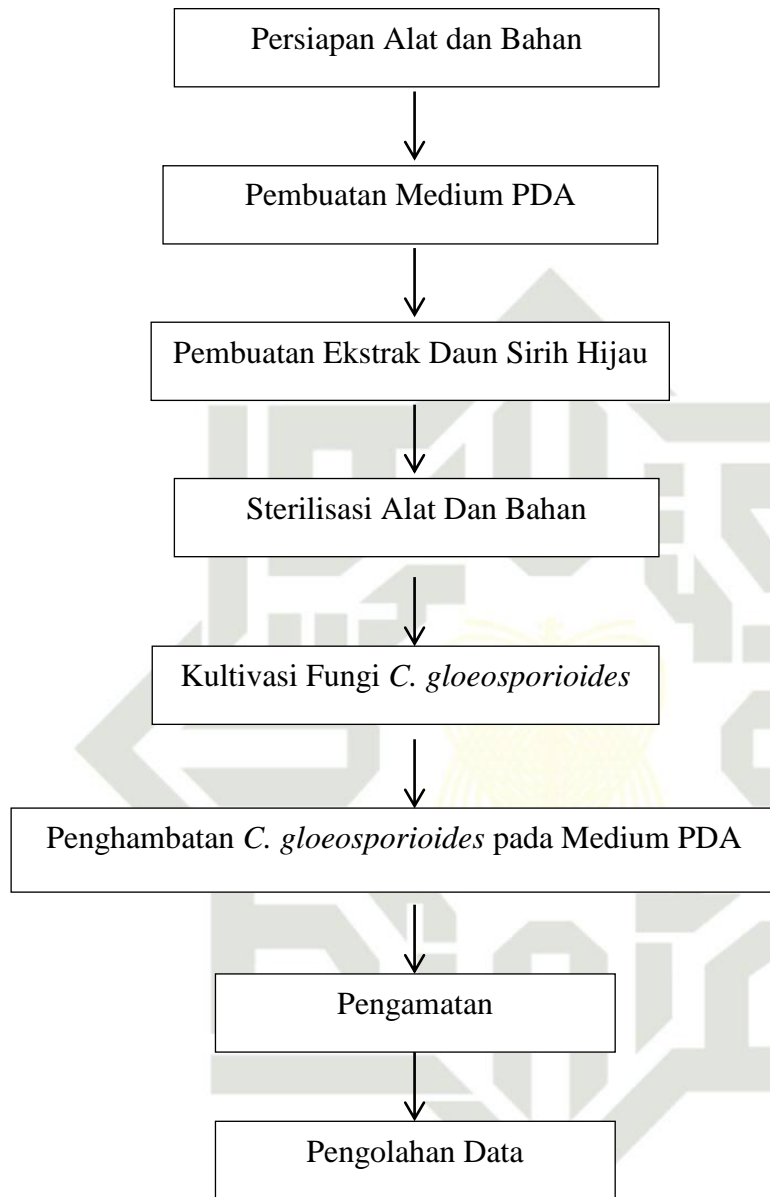 Persiapan Alat dan Bahan
Pembuatan Medium PDA
Pembuatan Ekstrak Daun Sirih Hijau
Sterilisasi Alat Dan Bahan
Kultivasi Fungi C. gloeosporioides
Penghambatan C. gloeosporioides pada Medium PDA
Pengamatan
Pengolahan Data